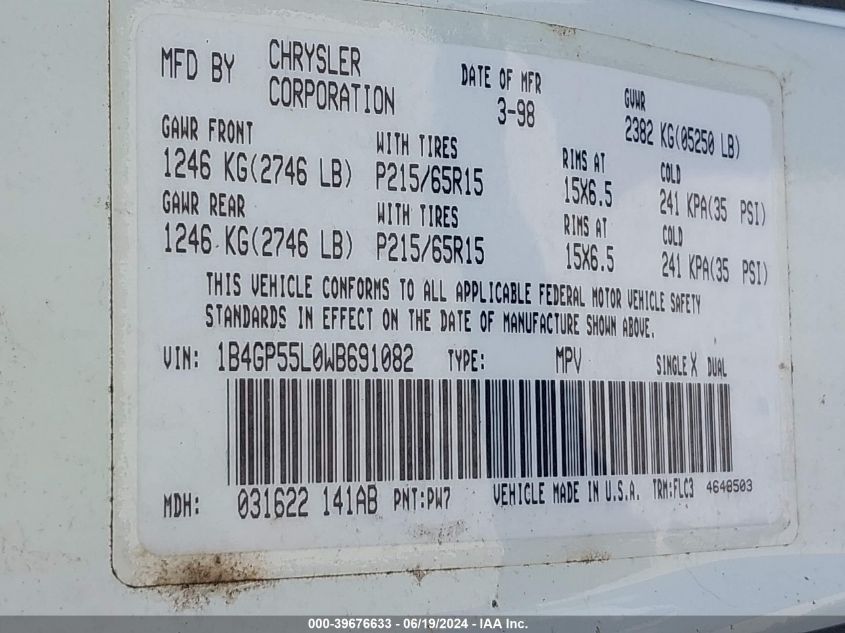 MFD BY CHRYSLER CORPORATION DATE OF MFR 3-98 GVWR 2382 KG(05250 LB)
GAWR FRONT WITH TIRES RIMS AT COLD
1246 KG(2746 LB) P215/65R15 15X6.5 241 KPA(35 PSI)
GAWR REAR WITH TIRES RIMS AT COLD
1246 KG(2746 LB) P215/65R15 15X6.5 241 KPA(35 PSI)
THIS VEHICLE CONFORMS TO ALL APPLICABLE FEDERAL MOTOR VEHICLE SAFETY
STANDARDS IN EFFECT ON THE DATE OF MANUFACTURE SHOWN ABOVE.
VIN: 1B4GP55L0WB691082 TYPE: MPV SINGLE X DUAL
MDH: 031622 141AB PNT:PW7 VEHICLE MADE IN U.S.A. TRM:FLC3 4648503
000-39676633 - 06/19/2024 - IAA Inc.